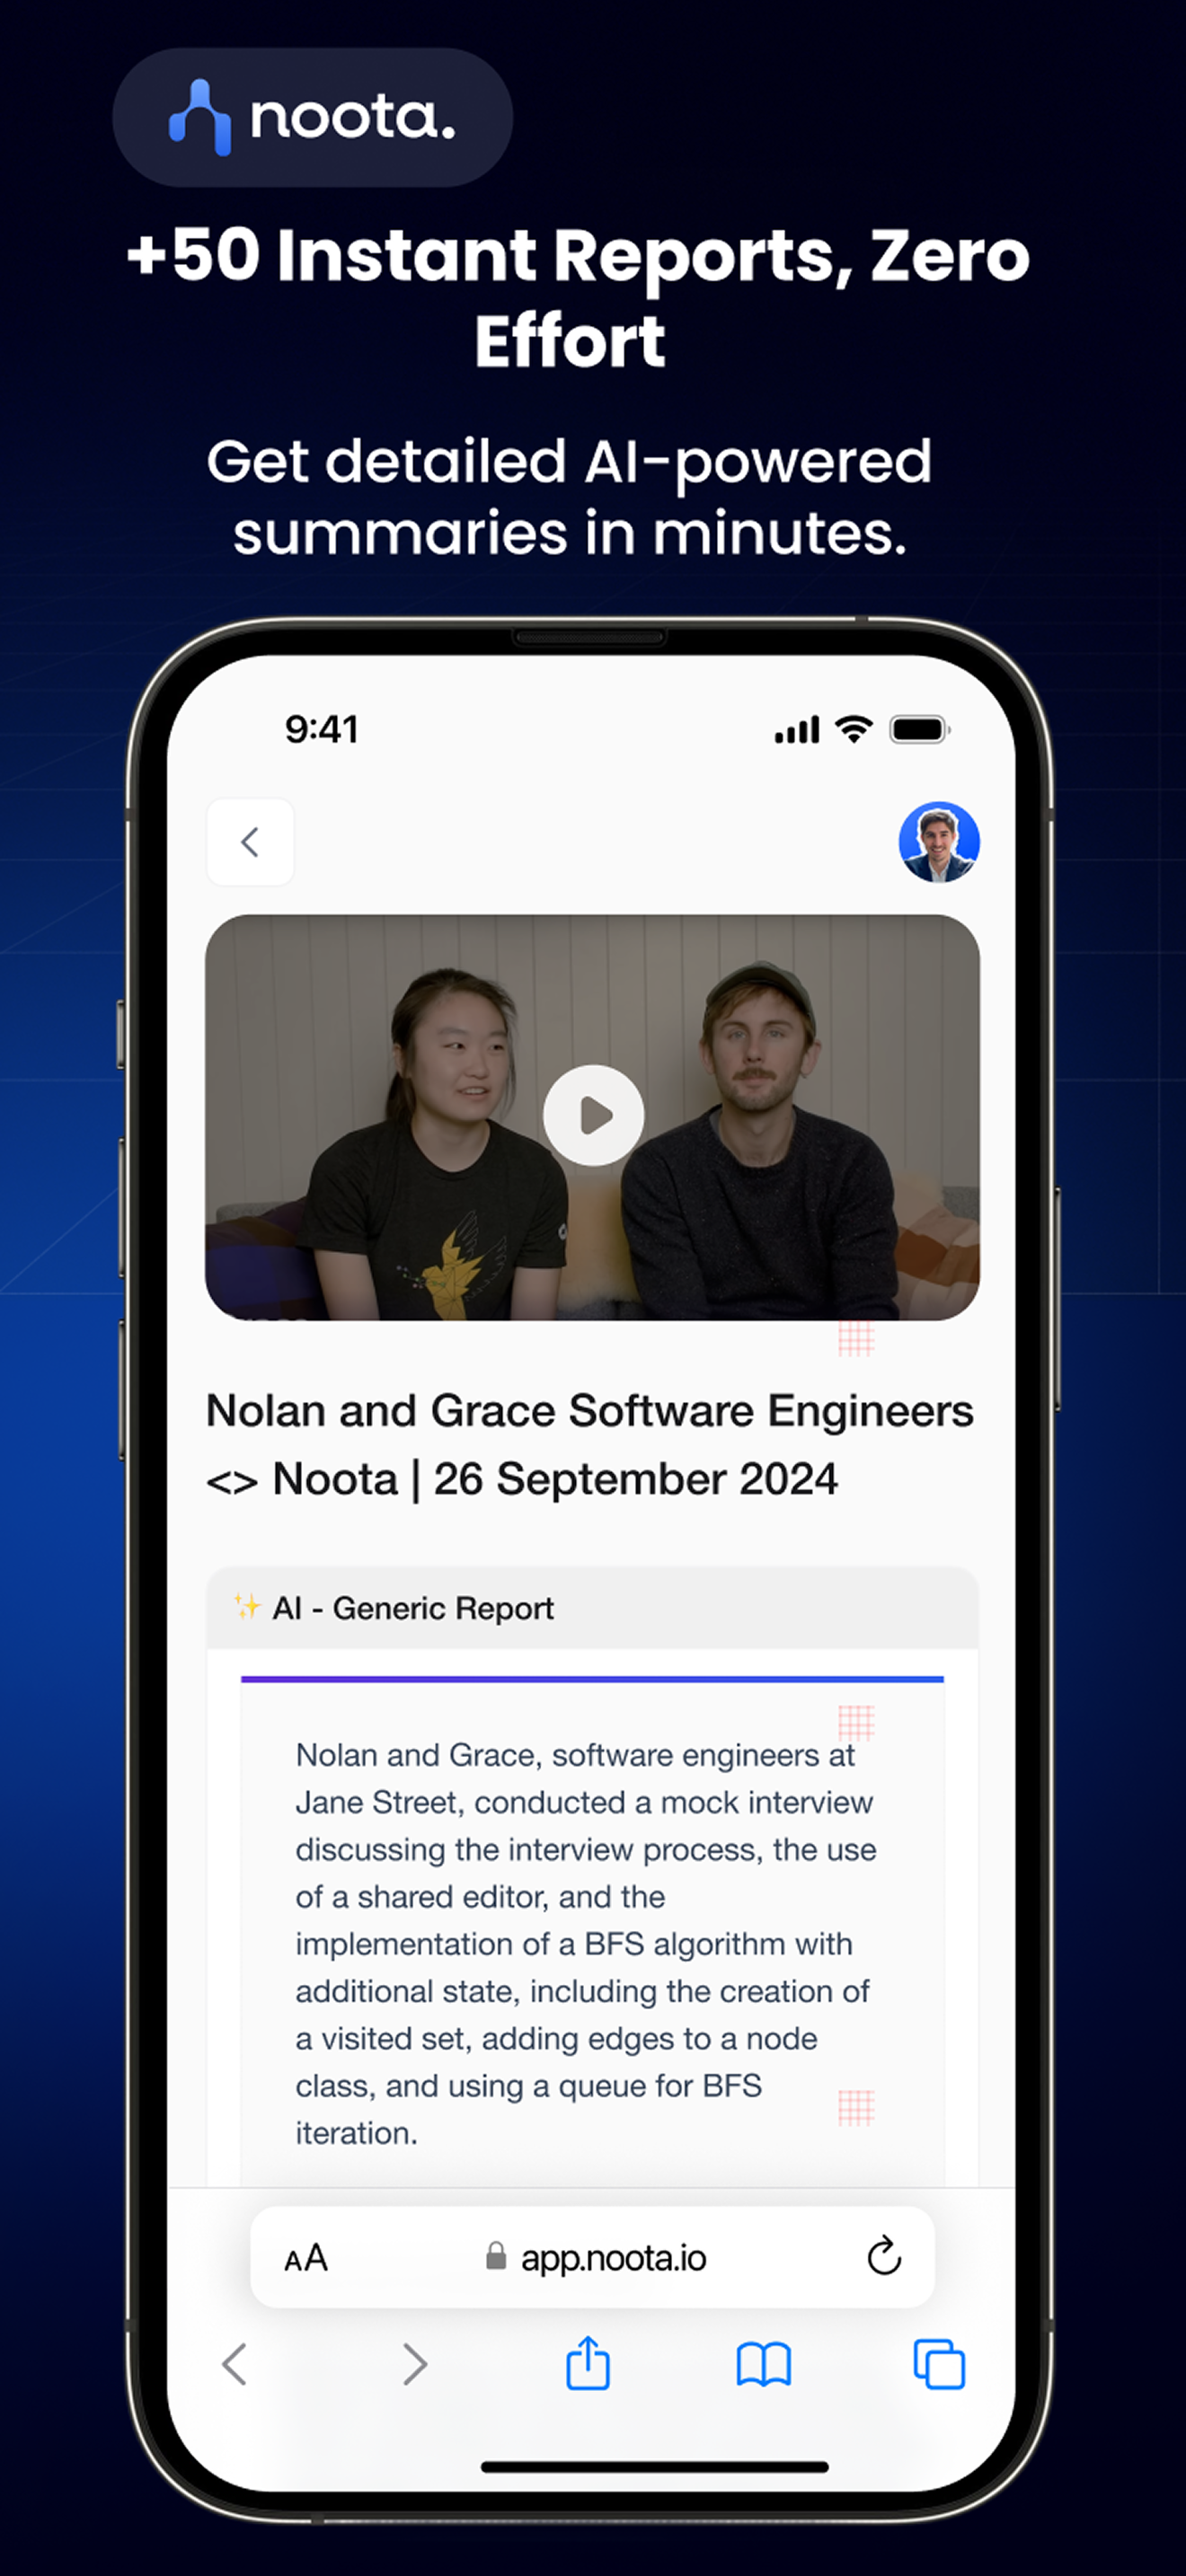 noota.
+50 Instant Reports, Zero
Effort
Get detailed AI-powered
summaries in minutes.
9:41
Nolan and Grace Software Engineers
<> Noota | 26 September 2024
✨ AI - Generic Report
Nolan and Grace, software engineers at
Jane Street, conducted a mock interview
discussing the interview process, the use
of a shared editor, and the
implementation of a BFS algorithm with
additional state, including the creation of
a visited set, adding edges to a node
class, and using a queue for BFS
iteration.
AA app.noota.io